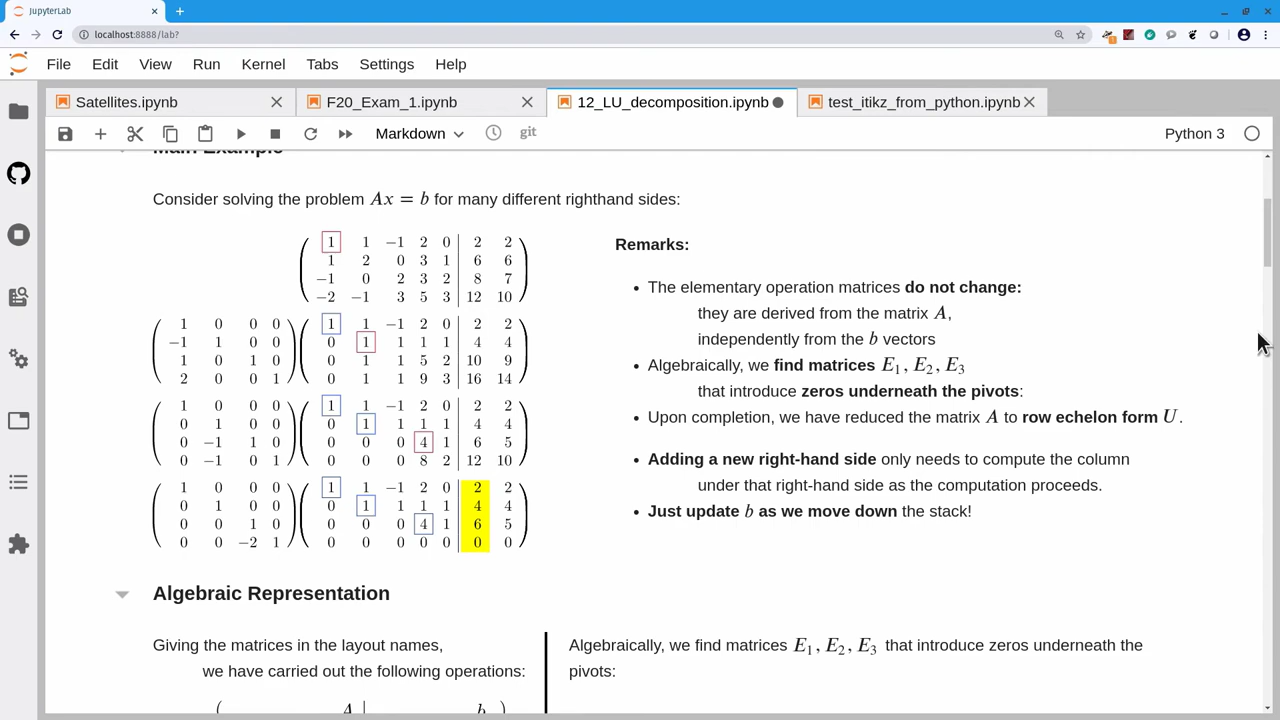 JupyterLab
localhost:8888/lab?
File Edit View Run Kernel Tabs Settings Help
Satellites.ipynb F20_Exam_1.ipynb 12_LU_decomposition.ipynb test_itikz_from_python.ipynb
Markdown git Python 3
Main Example
Consider solving the problem Ax = b for many different righthand sides:
1 1 −1 2 0 | 2 2
1 2 0 3 1 | 6 6
−1 0 2 3 2 | 8 7
−2 −1 3 5 3 | 12 10
1 0 0 0 1 1 −1 2 0 | 2 2
−1 1 0 0 0 1 1 1 1 | 4 4
1 0 1 0 0 1 1 5 2 | 10 9
2 0 0 1 0 1 1 9 3 | 16 14
1 0 0 0 1 1 −1 2 0 | 2 2
0 1 0 0 0 1 1 1 1 | 4 4
0 −1 1 0 0 0 0 4 1 | 6 5
0 −1 0 1 0 0 0 8 2 | 12 10
1 0 0 0 1 1 −1 2 0 | 2 2
0 1 0 0 0 1 1 1 1 | 4 4
0 0 1 0 0 0 0 4 1 | 6 5
0 0 −2 1 0 0 0 0 0 | 0 0
Remarks:
• The elementary operation matrices do not change:
they are derived from the matrix A,
independently from the b vectors
• Algebraically, we find matrices E₁, E₂, E₃
that introduce zeros underneath the pivots:
• Upon completion, we have reduced the matrix A to row echelon form U.
• Adding a new right-hand side only needs to compute the column
under that right-hand side as the computation proceeds.
• Just update b as we move down the stack!
Algebraic Representation
Giving the matrices in the layout names,
we have carried out the following operations:
A | b
Algebraically, we find matrices E₁, E₂, E₃ that introduce zeros underneath the
pivots: